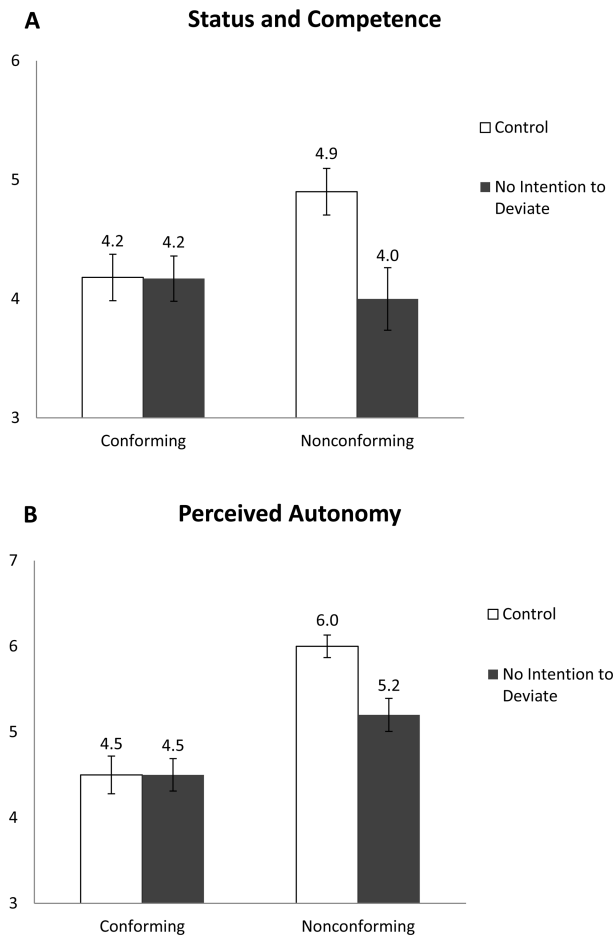 A
Status and Competence
6
5
4
3
4.2
4.2
4.9
4.0
Conforming
Nonconforming
Control
No Intention to
Deviate
B
Perceived Autonomy
7
6
5
4
3
4.5
4.5
6.0
5.2
Conforming
Nonconforming
Control
No Intention to
Deviate